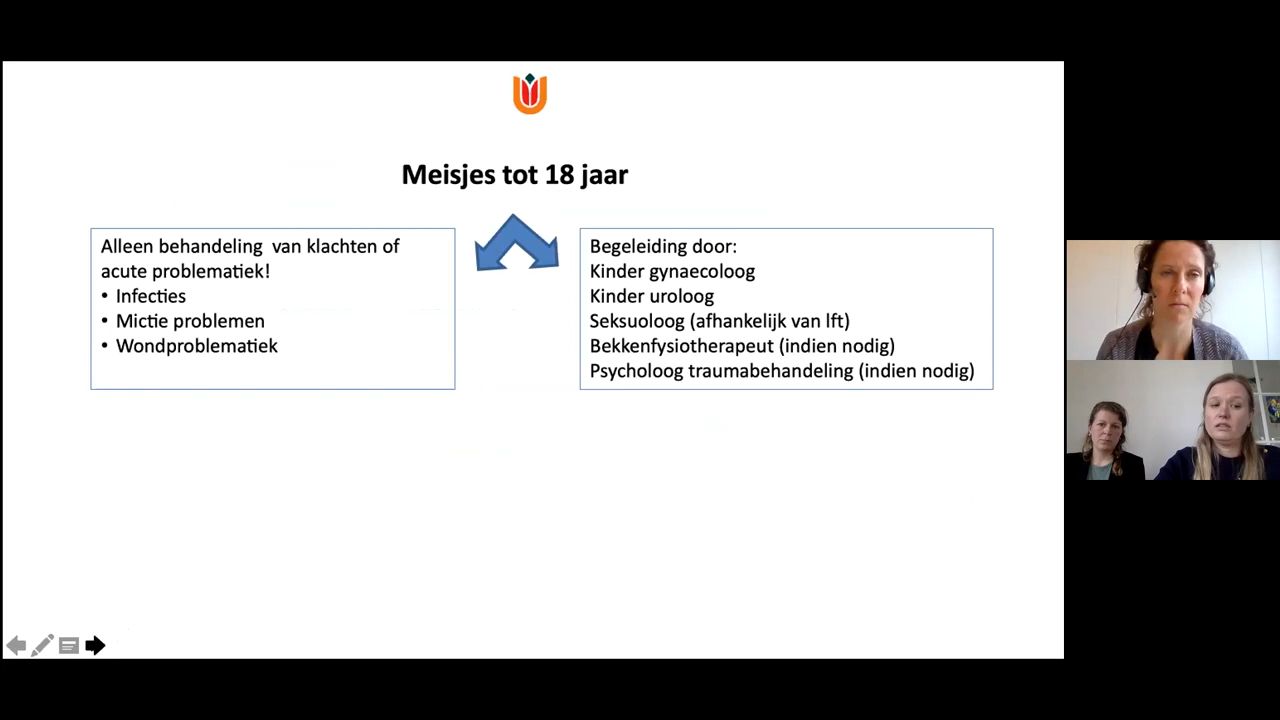 Meisjes tot 18 jaar
Alleen behandeling van klachten of
acute problematiek!
• Infecties
• Mictie problemen
• Wondproblematiek
Begeleiding door:
Kinder gynaecoloog
Kinder uroloog
Seksuoloog (afhankelijk van lft)
Bekkenfysiotherapeut (indien nodig)
Psycholoog traumabehandeling (indien nodig)